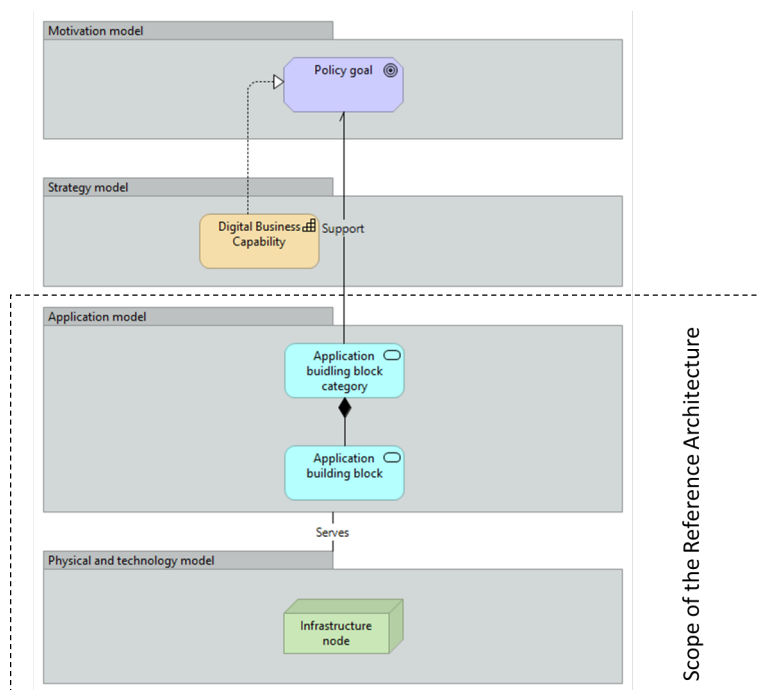 Motivation model
Policy goal
Strategy model
Digital Business
Capability
Support
Application model
Application
buidling block
category
Application
building block
Serves
Physical and technology model
Infrastructure
node
Scope of the Reference Architecture